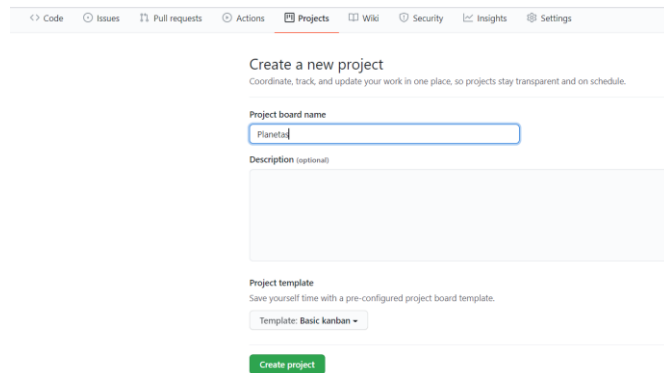 Code Issues Pull requests Actions Projects Wiki Security Insights Settings
Create a new project
Coordinate, track, and update your work in one place, so projects stay transparent and on schedule.
Project board name
Planetas
Description (optional)
Project template
Save yourself time with a pre-configured project board template.
Template: Basic kanban
Create project